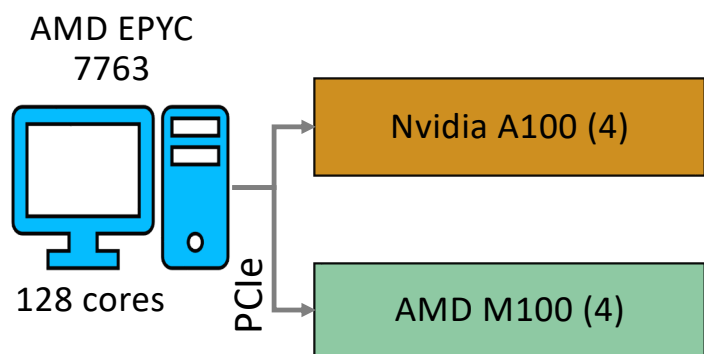 AMD EPYC
7763
128 cores
PCIe
Nvidia A100 (4)
AMD M100 (4)